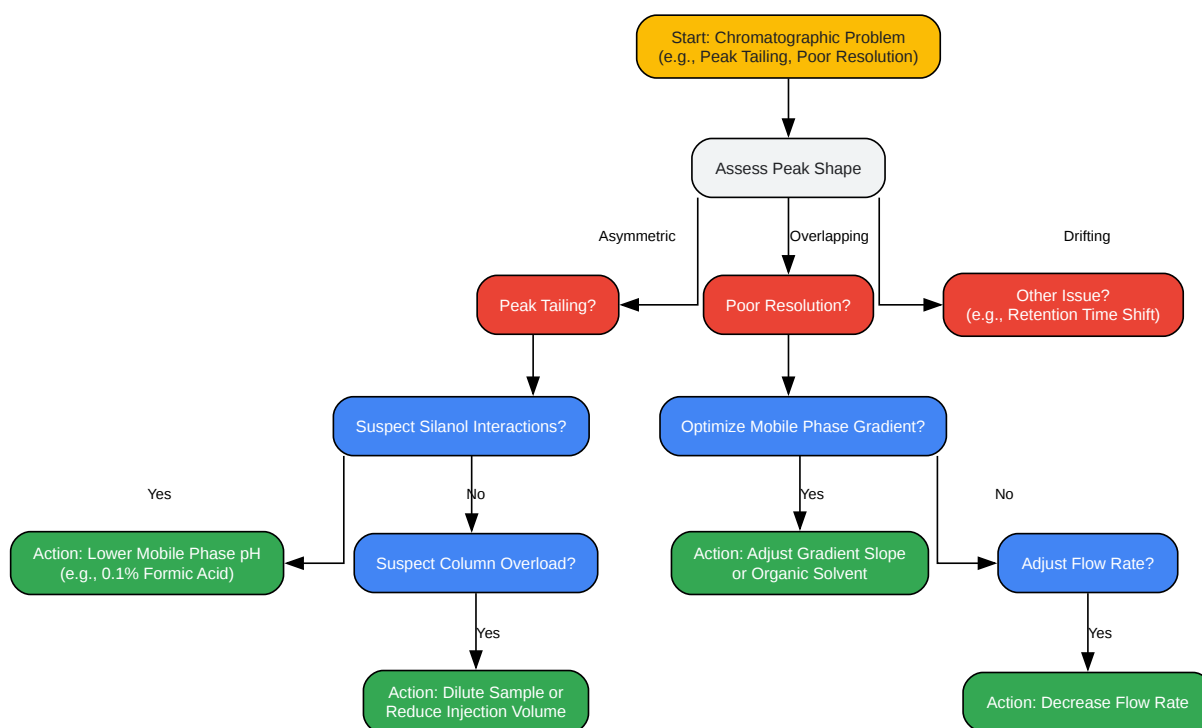 Start: Chromatographic Problem
(e.g., Peak Tailing, Poor Resolution)
Assess Peak Shape
Asymmetric
Overlapping
Drifting
Peak Tailing?
Poor Resolution?
Other Issue?
(e.g., Retention Time Shift)
Suspect Silanol Interactions?
Optimize Mobile Phase Gradient?
Yes
No
Yes
No
Action: Lower Mobile Phase pH
(e.g., 0.1% Formic Acid)
Suspect Column Overload?
Action: Adjust Gradient Slope
or Organic Solvent
Adjust Flow Rate?
Yes
Yes
Action: Dilute Sample or
Reduce Injection Volume
Action: Decrease Flow Rate